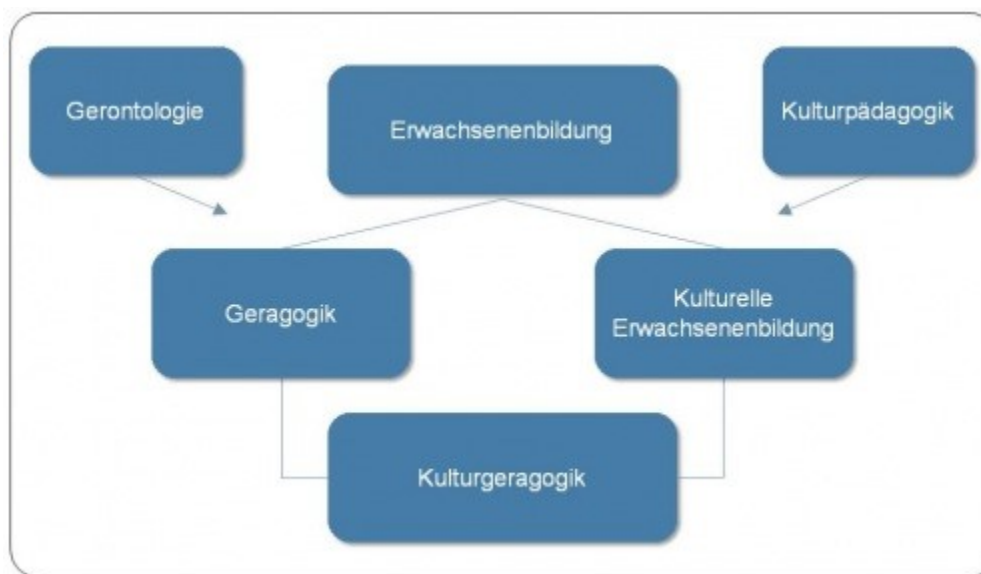 Gerontologie
Erwachsenenbildung
Kulturpädagogik
Geragogik
Kulturelle
Erwachsenenbildung
Kulturgeragogik